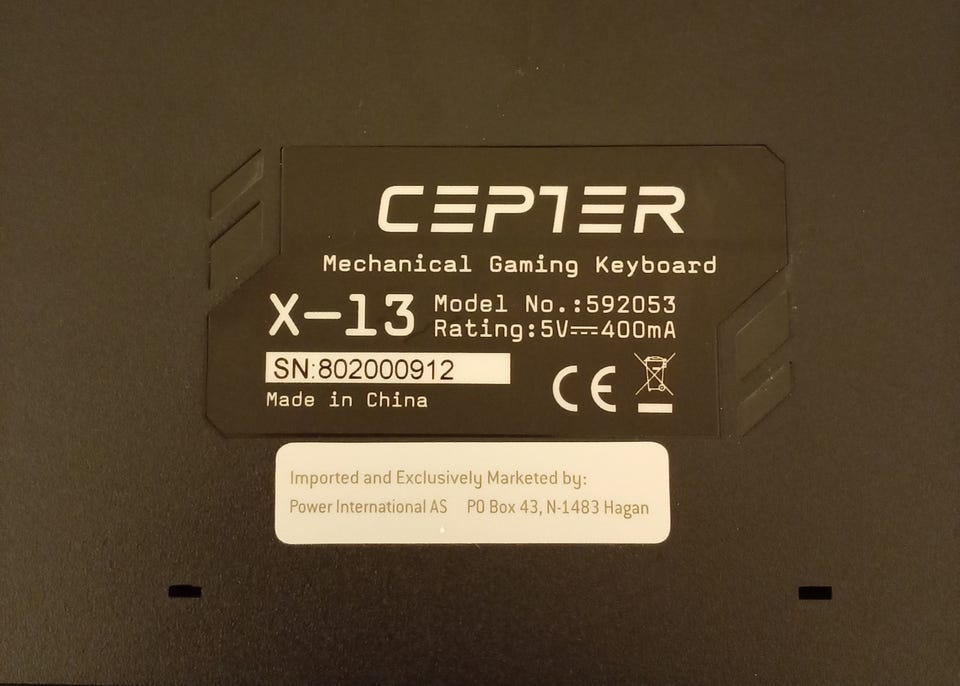 CEPTER
Mechanical Gaming Keyboard
X-13
Model No.:592053
Rating:5V⎓400mA
SN:802000912
Made in China
CE
Imported and Exclusively Marketed by:
Power International AS PO Box 43, N-1483 Hagan